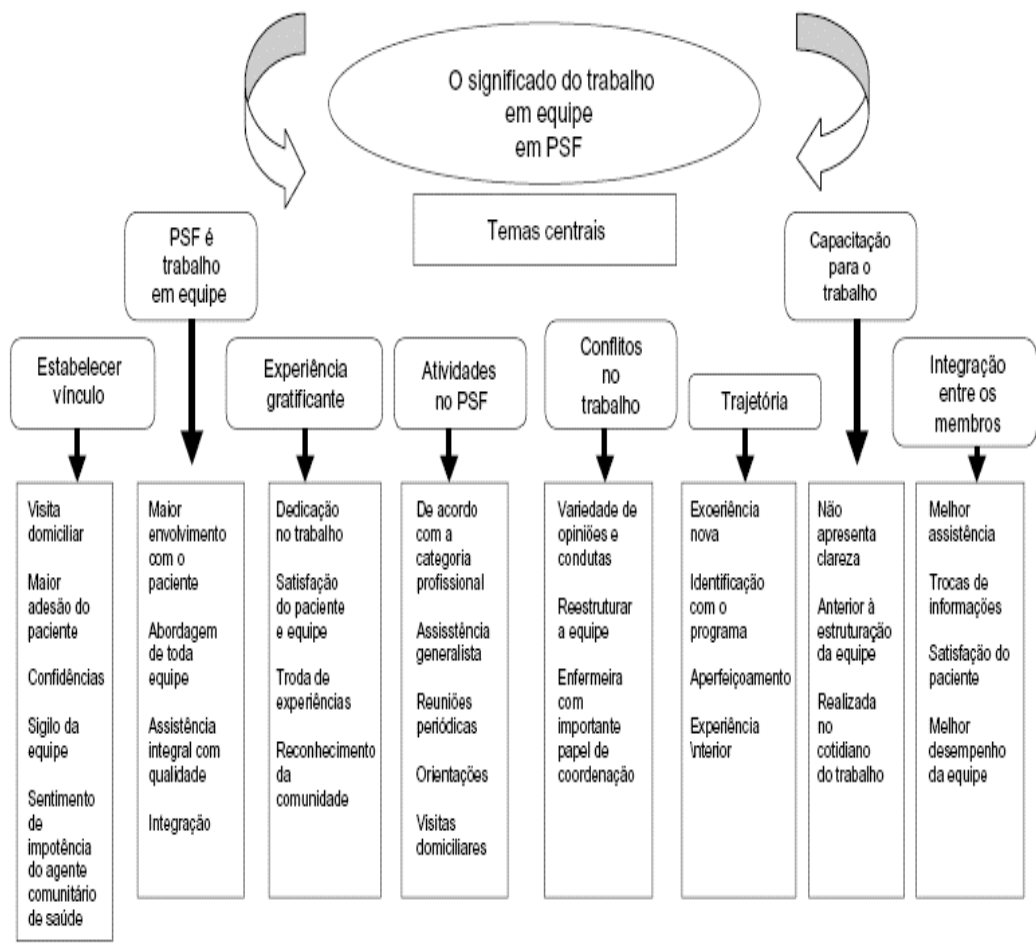 O significado do trabalho
em equipe
em PSF
Temas centrais
PSF é
trabalho
em equipe
Capacitação
para o
trabalho
Estabelecer
vínculo
Experiência
gratificante
Atividades
no PSF
Conflitos
no
trabalho
Trajetória
Integração
entre os
membros
Visita
domiciliar
Maior
adesão do
paciente
Confidências
Sigilo da
equipe
Sentimento
de
impotência
do agente
comunitário
de saúde
Maior
envolvimento
com o
paciente
Abordagem
de toda
equipe
Assistência
integral com
qualidade
Integração
Dedicação
no trabalho
Satisfação
do paciente
e equipe
Troda de
experiências
Reconhecimento
da
comunidade
De acordo
com a
categoria
profissional
Assisstência
generalista
Reuniões
periódicas
Orientações
Visitas
domiciliares
Variedade de
opiniões e
condutas
Reestruturar
a equipe
Enfermeira
com
importante
papel de
coordenação
Exoeriência
nova
Identificação
com o
programa
Aperfeiçoamento
Experiência
\nterior
Não
apresenta
clareza
Anterior à
estruturação
da equipe
Realizada
no
cotidiano
do trabalho
Melhor
assistência
Trocas de
informações
Satisfação do
paciente
Melhor
desempenho
da equipe